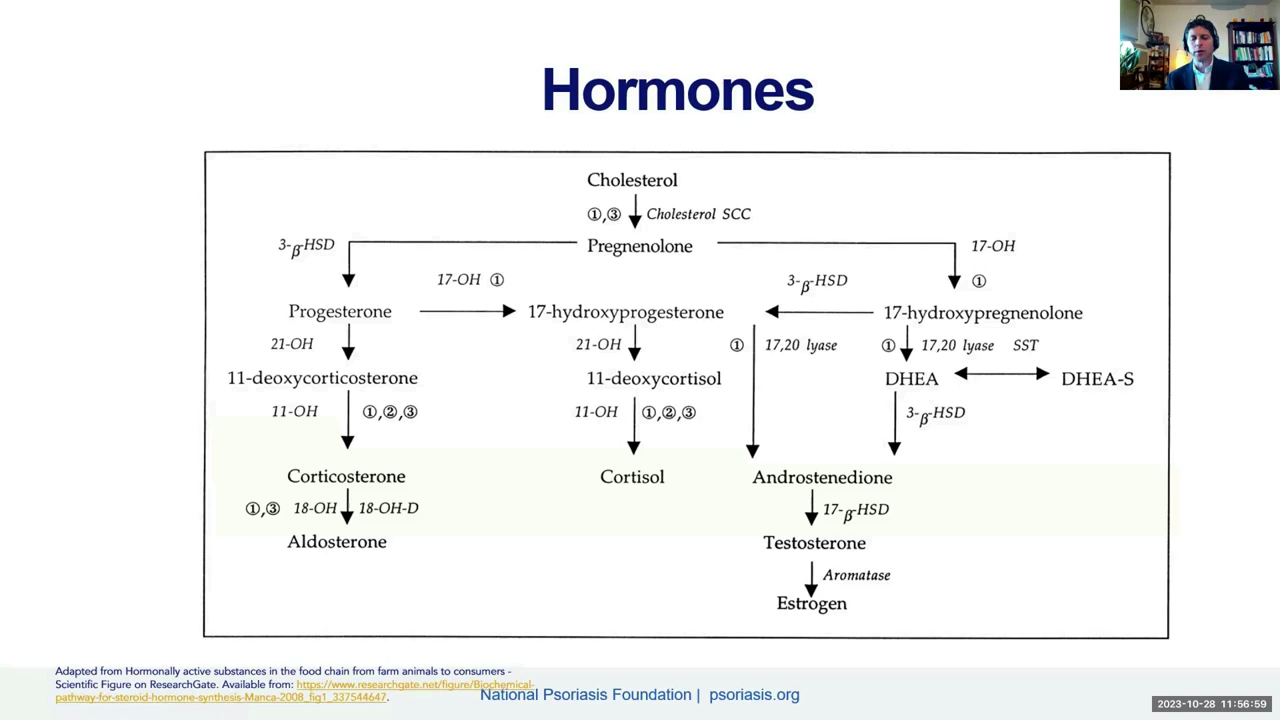 Hormones
Cholesterol
①,③ Cholesterol SCC
3-β-HSD Pregnenolone 17-OH
17-OH ① 3-β-HSD ①
Progesterone 17-hydroxyprogesterone 17-hydroxypregnenolone
21-OH 21-OH ① 17,20 lyase ① 17,20 lyase SST
11-deoxycorticosterone 11-deoxycortisol DHEA DHEA-S
11-OH ①,②,③ 11-OH ①,②,③ 3-β-HSD
Corticosterone Cortisol Androstenedione
①,③ 18-OH 18-OH-D 17-β-HSD
Aldosterone Testosterone
Aromatase
Estrogen
Adapted from Hormonally active substances in the food chain from farm animals to consumers -
Scientific Figure on ResearchGate. Available from: https://www.researchgate.net/figure/Biochemical-
pathway-for-steroid-hormone-synthesis-Manca-2008_fig1_337544647.
National Psoriasis Foundation | psoriasis.org
2023-10-28 11:56:59